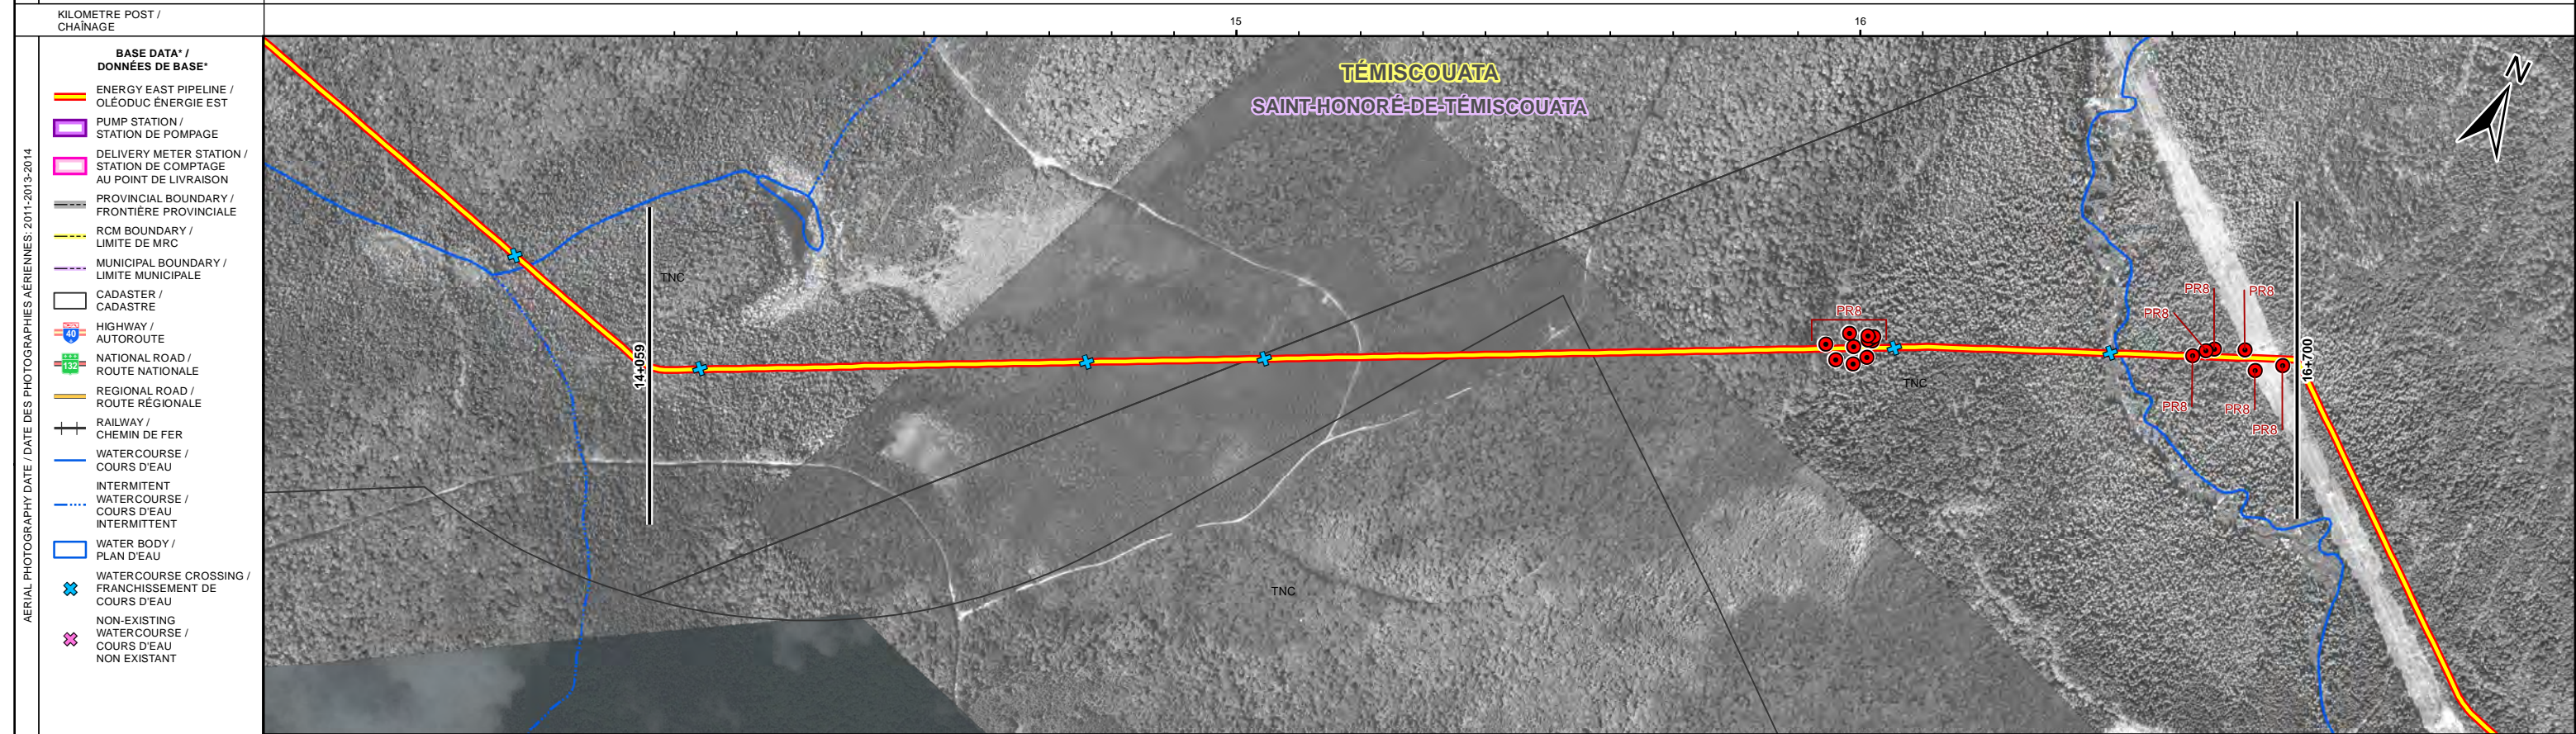 KILOMETRE POST /
CHAÎNAGE
15
16
AERIAL PHOTOGRAPHY DATE / DATE DES PHOTOGRAPHIES AÉRIENNES: 2011-2013-2014
BASE DATA* /
DONNÉES DE BASE*
ENERGY EAST PIPELINE /
OLÉODUC ÉNERGIE EST
PUMP STATION /
STATION DE POMPAGE
DELIVERY METER STATION /
STATION DE COMPTAGE
AU POINT DE LIVRAISON
PROVINCIAL BOUNDARY /
FRONTIÈRE PROVINCIALE
RCM BOUNDARY /
LIMITE DE MRC
MUNICIPAL BOUNDARY /
LIMITE MUNICIPALE
CADASTER /
CADASTRE
40
HIGHWAY /
AUTOROUTE
132
NATIONAL ROAD /
ROUTE NATIONALE
REGIONAL ROAD /
ROUTE RÉGIONALE
RAILWAY /
CHEMIN DE FER
WATERCOURSE /
COURS D'EAU
INTERMITENT
WATERCOURSE /
COURS D'EAU
INTERMITTENT
WATER BODY /
PLAN D'EAU
WATERCOURSE CROSSING /
FRANCHISSEMENT DE
COURS D'EAU
NON-EXISTING
WATERCOURSE /
COURS D'EAU
NON EXISTANT
TÉMISCOUATA
SAINT-HONORÉ-DE-TÉMISCOUATA
N
TNC
14+059
PR8
TNC
PR8
PR8
PR8
PR8
PR8
PR8
16+700
TNC